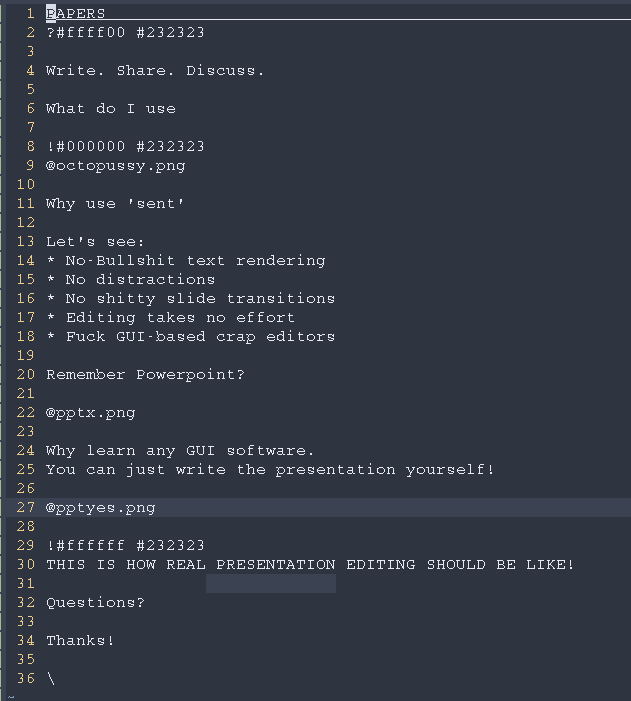 1 PAPERS
2 ?#ffff00 #232323
3
4 Write. Share. Discuss.
5
6 What do I use
7
8 !#000000 #232323
9 @octopussy.png
10
11 Why use 'sent'
12
13 Let's see:
14 * No-Bullshit text rendering
15 * No distractions
16 * No shitty slide transitions
17 * Editing takes no effort
18 * Fuck GUI-based crap editors
19
20 Remember Powerpoint?
21
22 @pptx.png
23
24 Why learn any GUI software.
25 You can just write the presentation yourself!
26
27 @pptyes.png
28
29 !#ffffff #232323
30 THIS IS HOW REAL PRESENTATION EDITING SHOULD BE LIKE!
31
32 Questions?
33
34 Thanks!
35
36 \
~